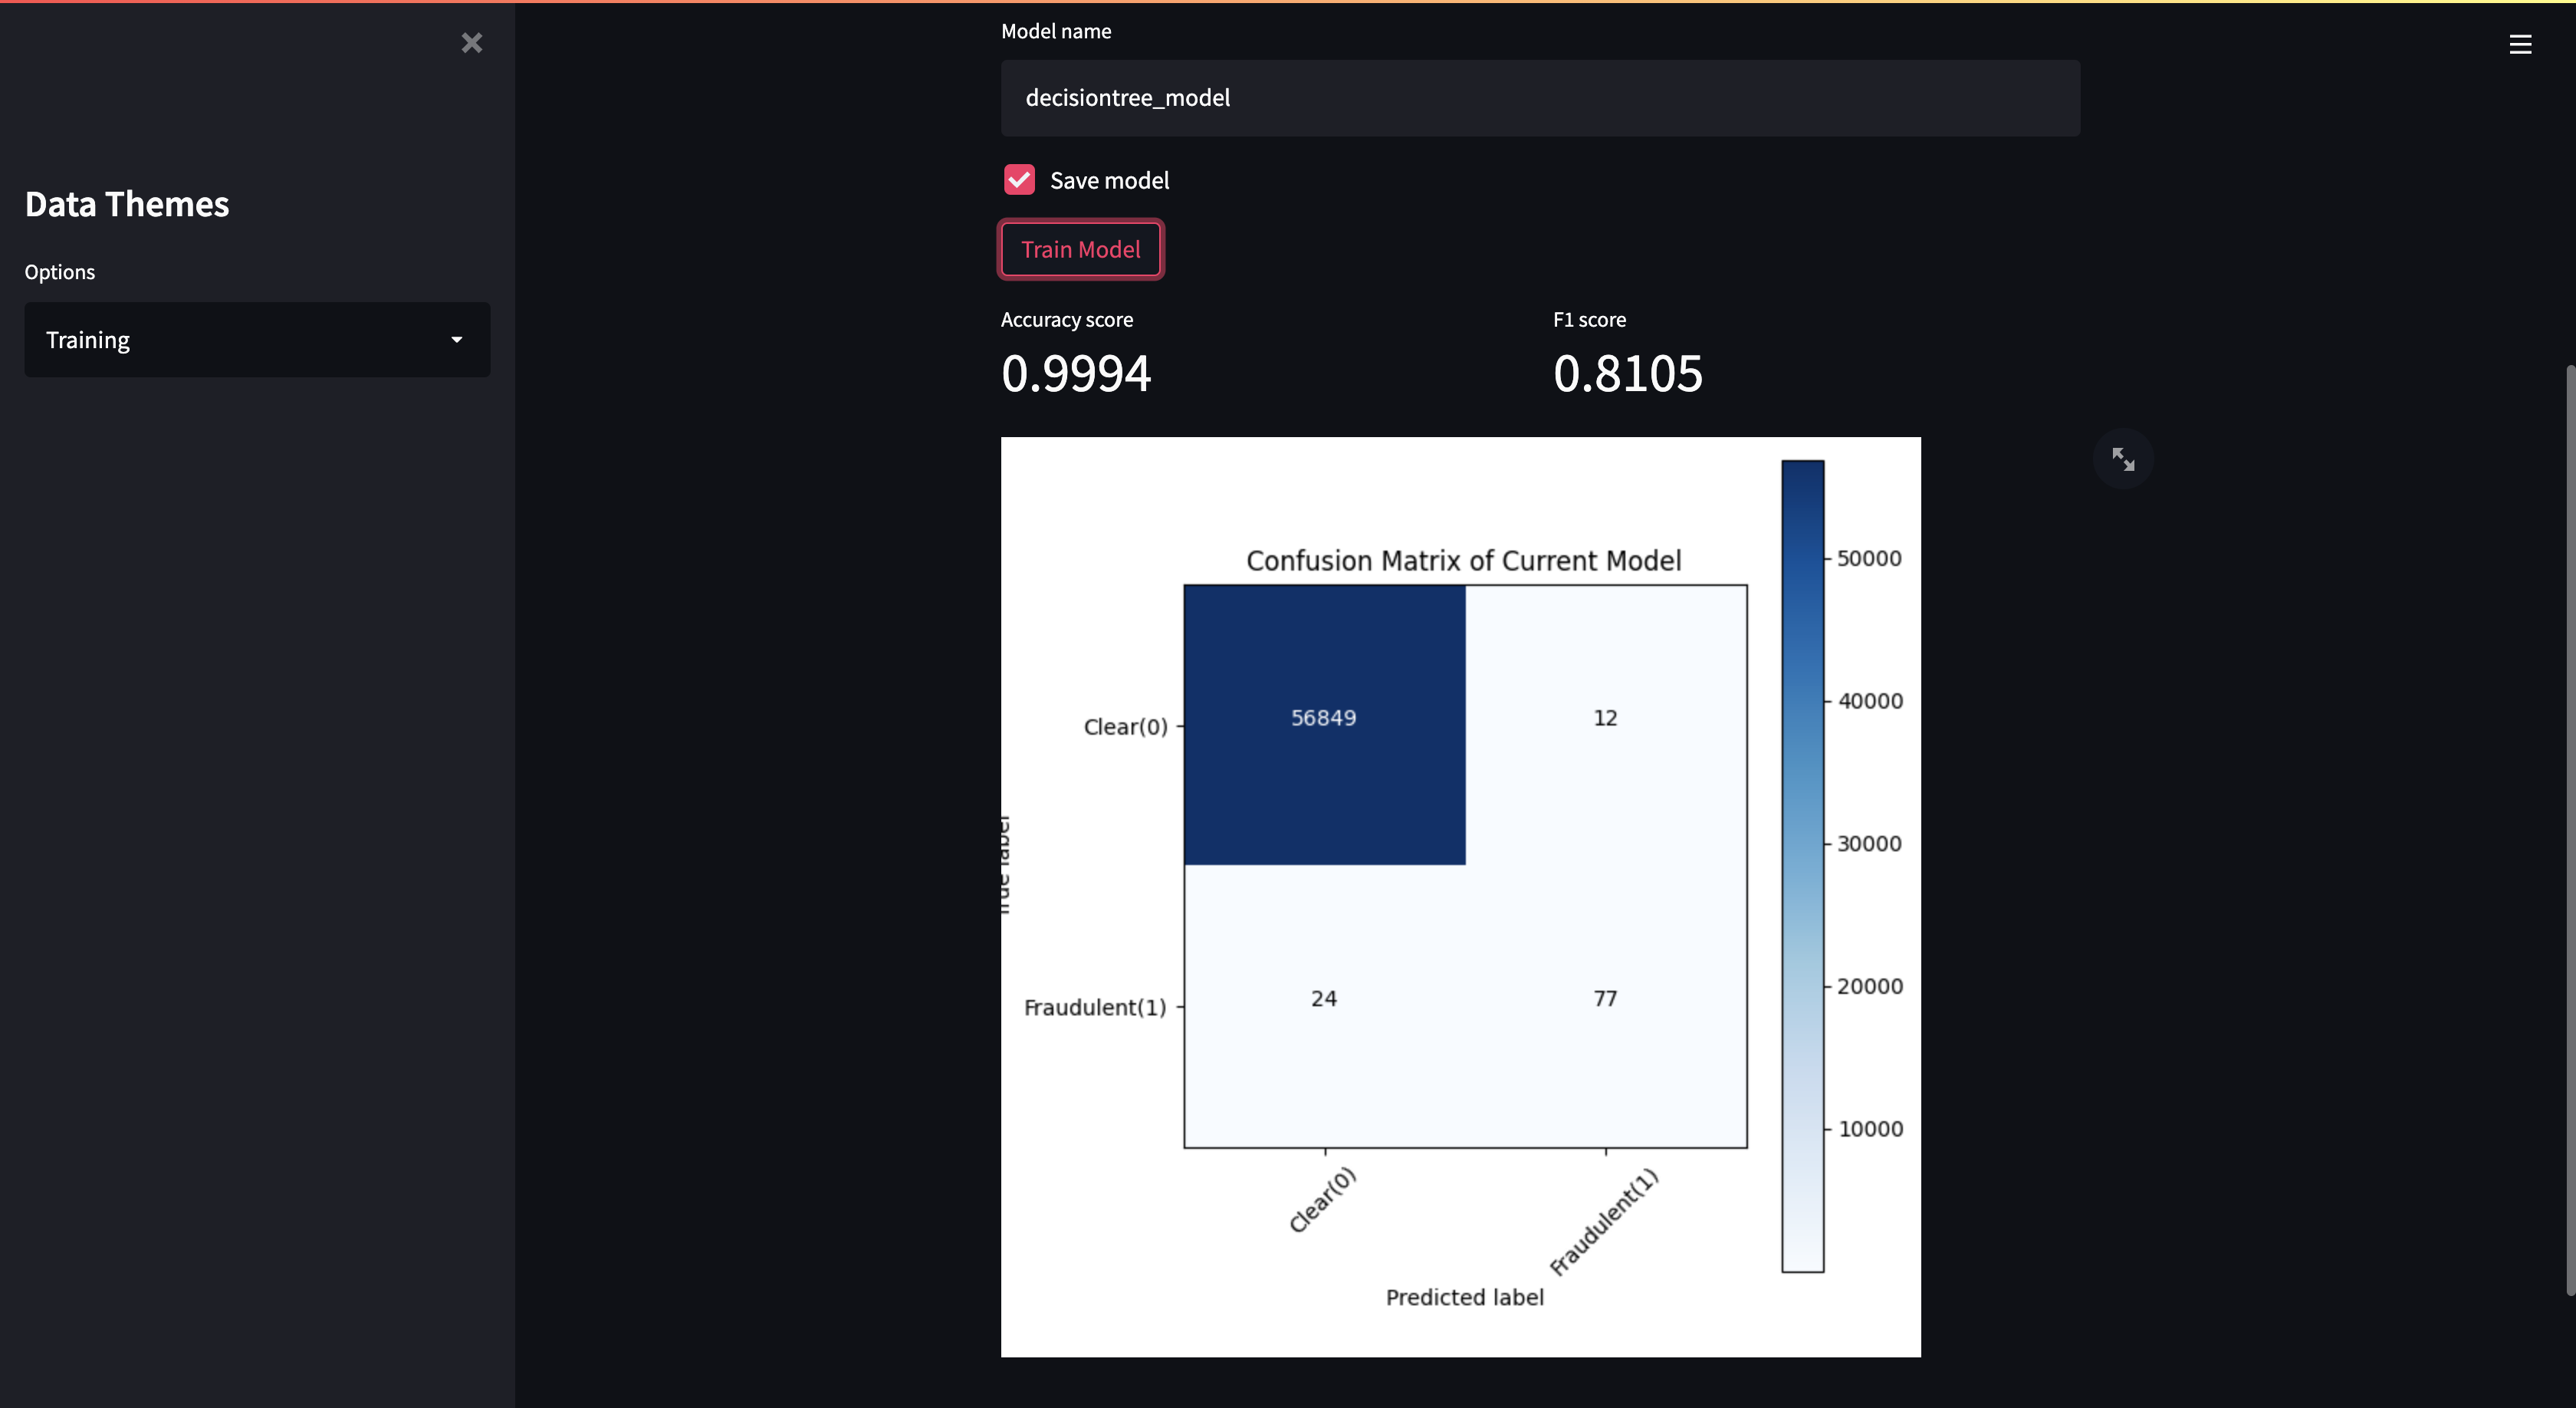 Data Themes
Options
Training
Model name
decisiontree_model
Save model
Train Model
Accuracy score
0.9994
F1 score
0.8105
Confusion Matrix of Current Model
Clear(0)
56849
12
Fraudulent(1)
24
77
Clear(0)
Fraudulent(1)
Predicted label
50000
40000
30000
20000
10000